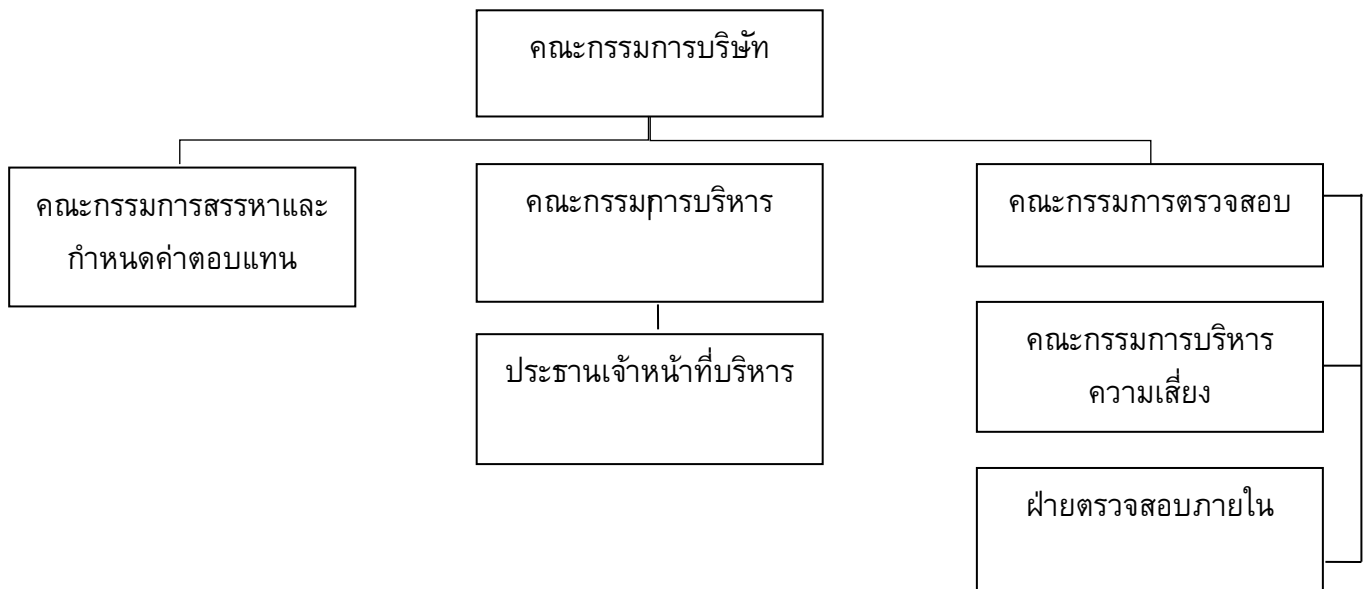 คณะกรรมการบริษัท
คณะกรรมการสรรหาและ
กำหนดค่าตอบแทน
คณะกรรมการบริหาร
คณะกรรมการตรวจสอบ
ประธานเจ้าหน้าที่บริหาร
คณะกรรมการบริหาร
ความเสี่ยง
ฝ่ายตรวจสอบภายใน